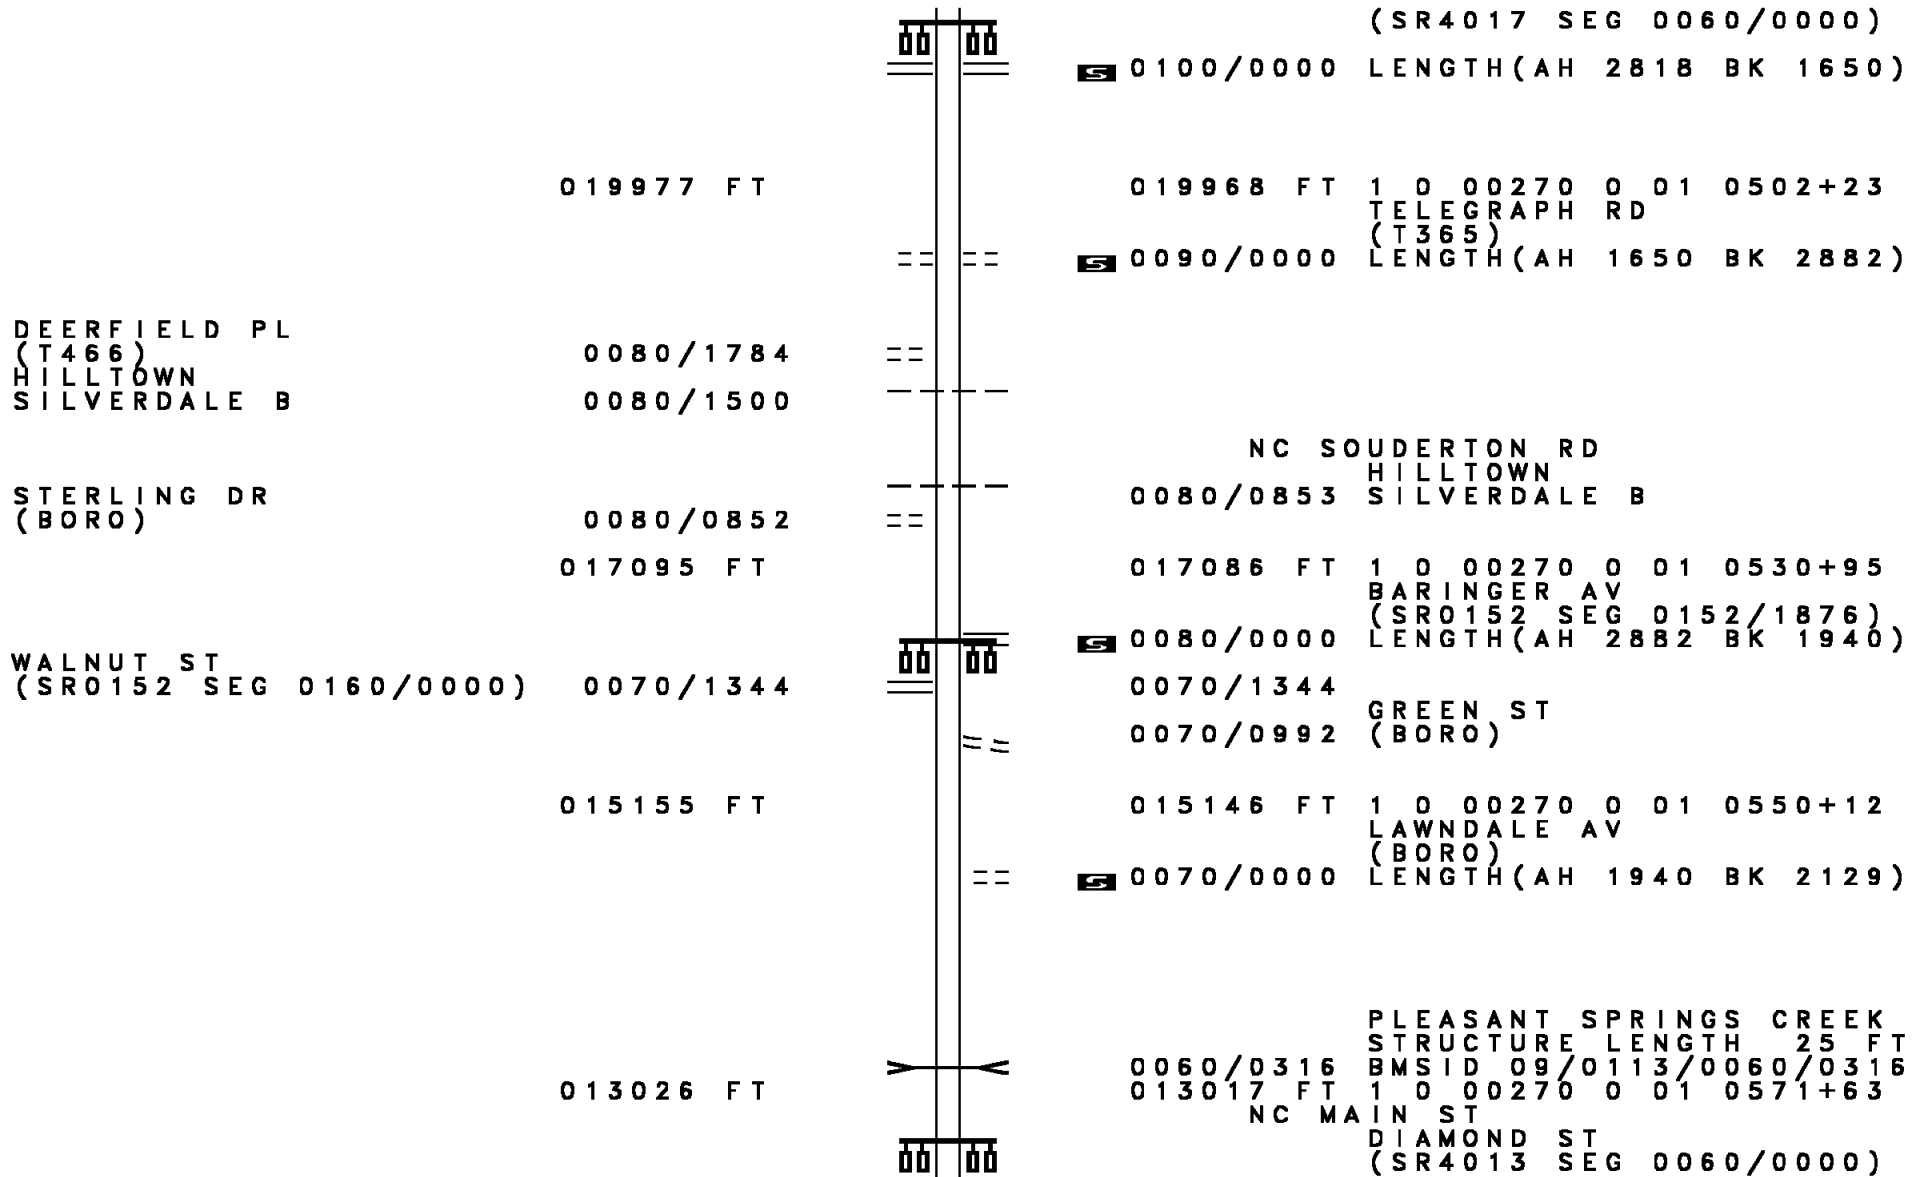 (SR4017 SEG 0060/0000)
S 0100/0000 LENGTH(AH 2818 BK 1650)
019977 FT 019968 FT 1 0 00270 0 01 0502+23
TELEGRAPH RD
(T365)
S 0090/0000 LENGTH(AH 1650 BK 2882)
DEERFIELD PL
(T466) 0080/1784
HILLTOWN
SILVERDALE B 0080/1500
NC SOUDERTON RD
HILLTOWN
STERLING DR 0080/0853 SILVERDALE B
(BORO) 0080/0852
017095 FT 017086 FT 1 0 00270 0 01 0530+95
BARINGER AV
(SR0152 SEG 0152/1876)
S 0080/0000 LENGTH(AH 2882 BK 1940)
WALNUT ST
(SR0152 SEG 0160/0000) 0070/1344 0070/1344
GREEN ST
0070/0992 (BORO)
015155 FT 015146 FT 1 0 00270 0 01 0550+12
LAWNDALE AV
(BORO)
S 0070/0000 LENGTH(AH 1940 BK 2129)
PLEASANT SPRINGS CREEK
STRUCTURE LENGTH 25 FT
0060/0316 BMSID 09/0113/0060/0316
013026 FT 013017 FT 1 0 00270 0 01 0571+63
NC MAIN ST
DIAMOND ST
(SR4013 SEG 0060/0000)